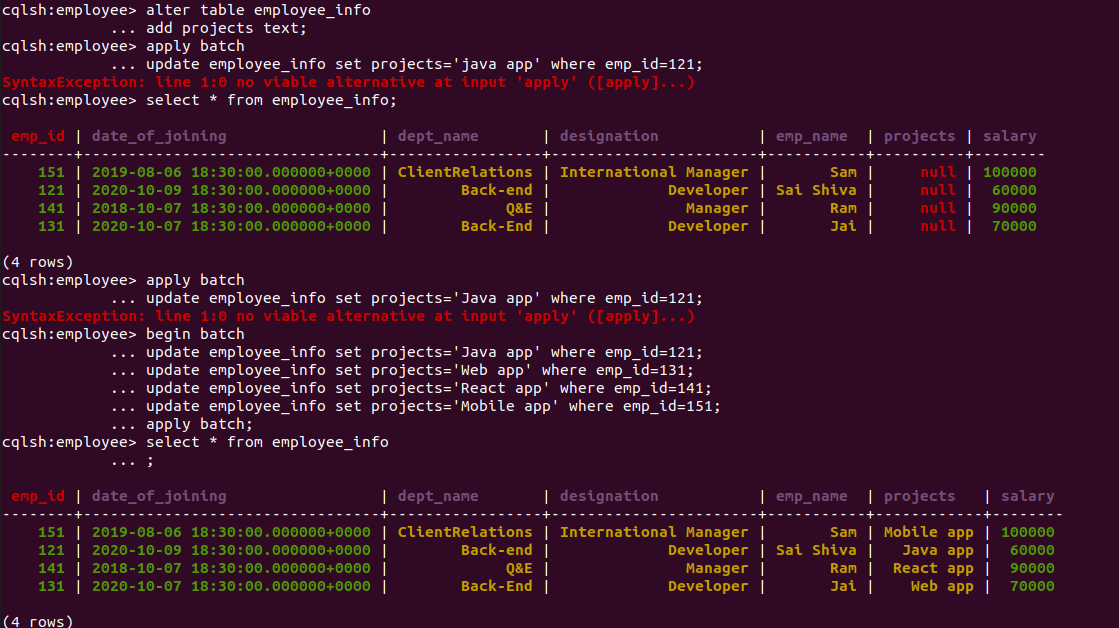 cqlsh:employee> alter table employee_info
            ... add projects text;
cqlsh:employee> apply batch
            ... update employee_info set projects='java app' where emp_id=121;
SyntaxException: line 1:0 no viable alternative at input 'apply' ([apply]...)
cqlsh:employee> select * from employee_info;

 emp_id | date_of_joining                 | dept_name       | designation           | emp_name  | projects | salary
--------+---------------------------------+-----------------+-----------------------+-----------+----------+--------
    151 | 2019-08-06 18:30:00.000000+0000 | ClientRelations | International Manager |       Sam |     null | 100000
    121 | 2020-10-09 18:30:00.000000+0000 |        Back-end |             Developer | Sai Shiva |     null |  60000
    141 | 2018-10-07 18:30:00.000000+0000 |             Q&E |               Manager |       Ram |     null |  90000
    131 | 2020-10-07 18:30:00.000000+0000 |        Back-End |             Developer |       Jai |     null |  70000

(4 rows)
cqlsh:employee> apply batch
            ... update employee_info set projects='Java app' where emp_id=121;
SyntaxException: line 1:0 no viable alternative at input 'apply' ([apply]...)
cqlsh:employee> begin batch
            ... update employee_info set projects='Java app' where emp_id=121;
            ... update employee_info set projects='Web app' where emp_id=131;
            ... update employee_info set projects='React app' where emp_id=141;
            ... update employee_info set projects='Mobile app' where emp_id=151;
            ... apply batch;
cqlsh:employee> select * from employee_info
            ... ;

 emp_id | date_of_joining                 | dept_name       | designation           | emp_name  | projects   | salary
--------+---------------------------------+-----------------+-----------------------+-----------+------------+--------
    151 | 2019-08-06 18:30:00.000000+0000 | ClientRelations | International Manager |       Sam | Mobile app | 100000
    121 | 2020-10-09 18:30:00.000000+0000 |        Back-end |             Developer | Sai Shiva |   Java app |  60000
    141 | 2018-10-07 18:30:00.000000+0000 |             Q&E |               Manager |       Ram |  React app |  90000
    131 | 2020-10-07 18:30:00.000000+0000 |        Back-End |             Developer |       Jai |    Web app |  70000

(4 rows)